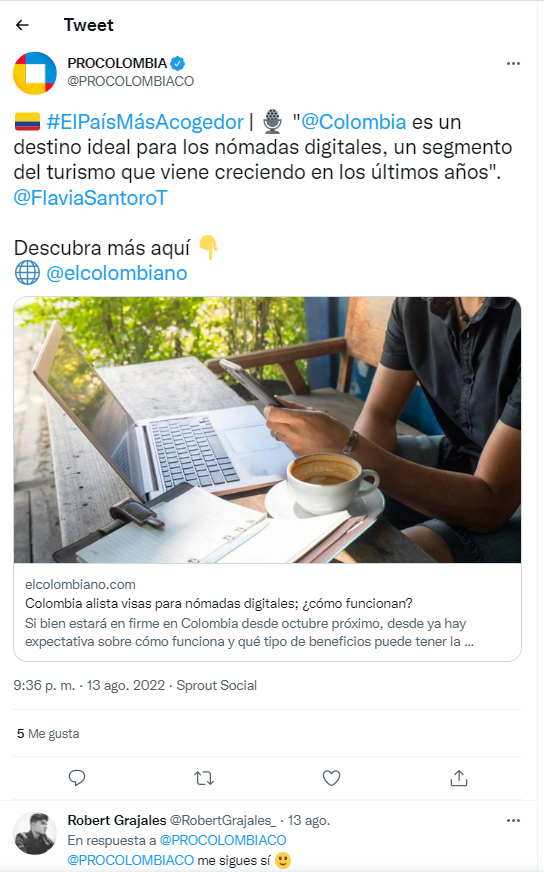 Tweet
PROCOLOMBIA
@PROCOLOMBIACO
#ElPaísMásAcogedor | "@Colombia es un
destino ideal para los nómadas digitales, un segmento
del turismo que viene creciendo en los últimos años".
@FlaviaSantoroT
Descubra más aquí
@elcolombiano
elcolombiano.com
Colombia alista visas para nómadas digitales; ¿cómo funcionan?
Si bien estará en firme en Colombia desde octubre próximo, desde ya hay
expectativa sobre cómo funciona y qué tipo de beneficios puede tener la ...
9:36 p. m. · 13 ago. 2022 · Sprout Social
5 Me gusta
Robert Grajales @RobertGrajales_ · 13 ago.
En respuesta a @PROCOLOMBIACO
@PROCOLOMBIACO me sigues sí